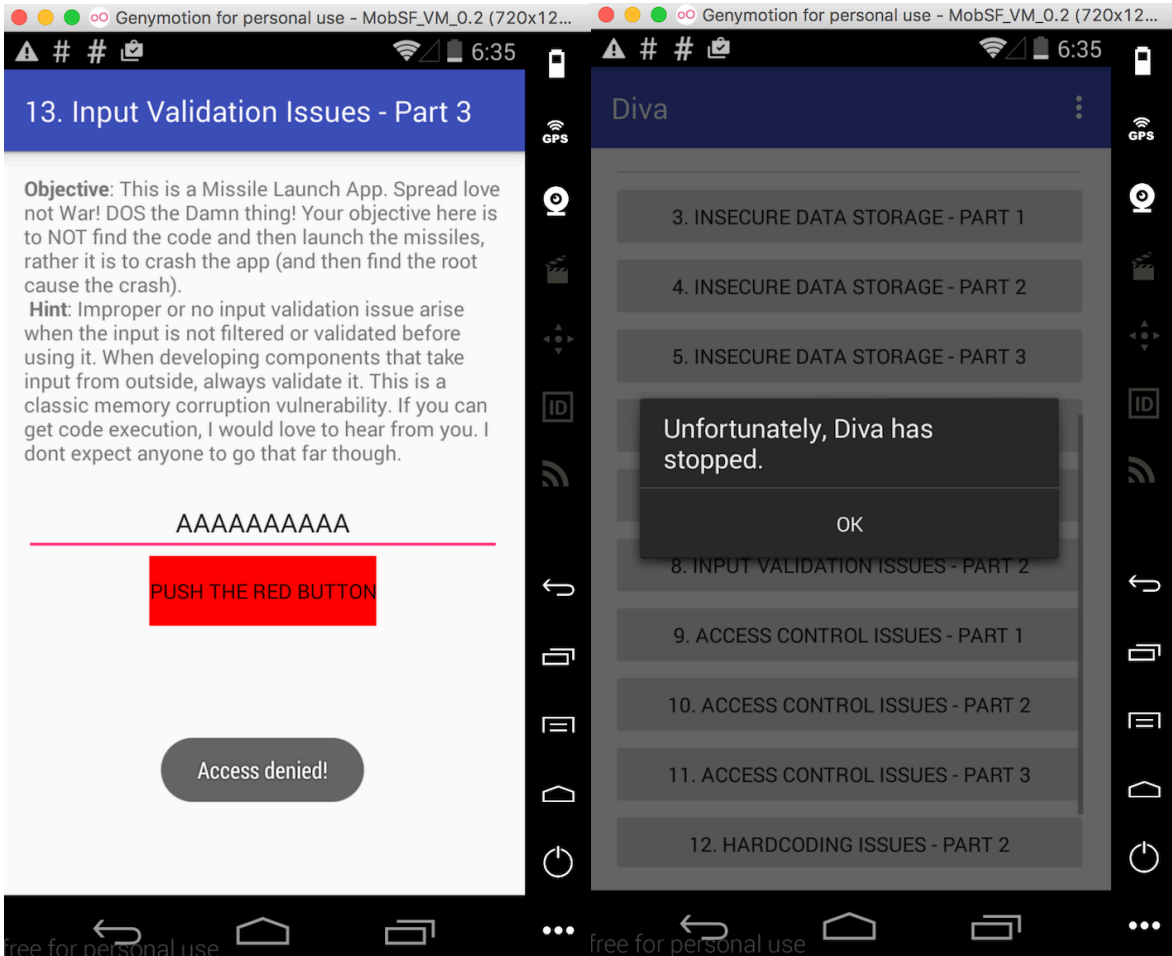 Genymotion for personal use - MobSF_VM_0.2 (720x12...
6:35
13. Input Validation Issues - Part 3
Objective: This is a Missile Launch App. Spread love
not War! DOS the Damn thing! Your objective here is
to NOT find the code and then launch the missiles,
rather it is to crash the app (and then find the root
cause the crash).
Hint: Improper or no input validation issue arise
when the input is not filtered or validated before
using it. When developing components that take
input from outside, always validate it. This is a
classic memory corruption vulnerability. If you can
get code execution, I would love to hear from you. I
dont expect anyone to go that far though.
AAAAAAAAAA
PUSH THE RED BUTTON
Access denied!
free for personal use
GPS
ID
Genymotion for personal use - MobSF_VM_0.2 (720x12...
6:35
Diva
3. INSECURE DATA STORAGE - PART 1
4. INSECURE DATA STORAGE - PART 2
5. INSECURE DATA STORAGE - PART 3
Unfortunately, Diva has
stopped.
OK
8. INPUT VALIDATION ISSUES - PART 2
9. ACCESS CONTROL ISSUES - PART 1
10. ACCESS CONTROL ISSUES - PART 2
11. ACCESS CONTROL ISSUES - PART 3
12. HARDCODING ISSUES - PART 2
free for personal use
GPS
ID